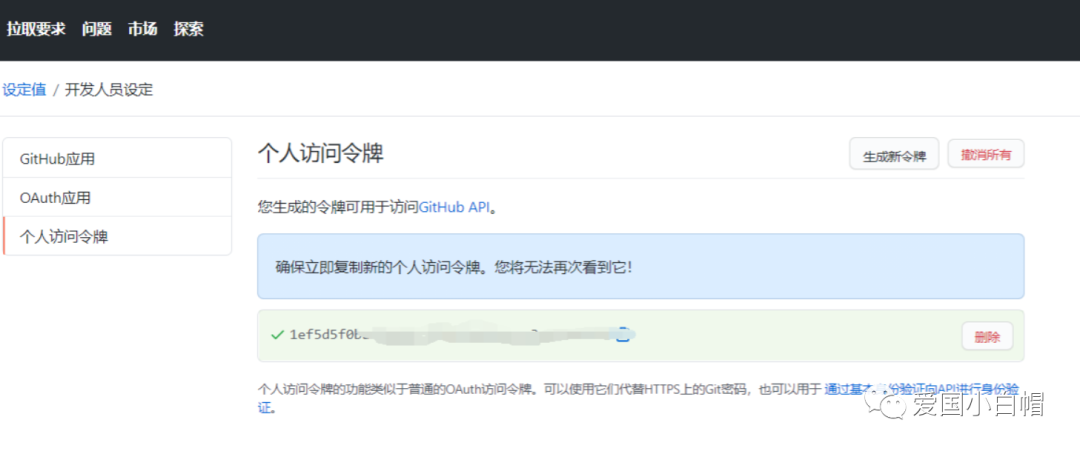 拉取要求 问题 市场 探索
设定值 / 开发人员设定
GitHub应用
OAuth应用
个人访问令牌
个人访问令牌
生成新令牌 撤消所有
您生成的令牌可用于访问GitHub API。
确保立即复制新的个人访问令牌。您将无法再次看到它！
1ef5d5f0b
删除
个人访问令牌的功能类似于普通的OAuth访问令牌。可以使用它们代替HTTPS上的Git密码，也可以用于 通过基本 份验证向API进行身份验
证。
爱国小白帽